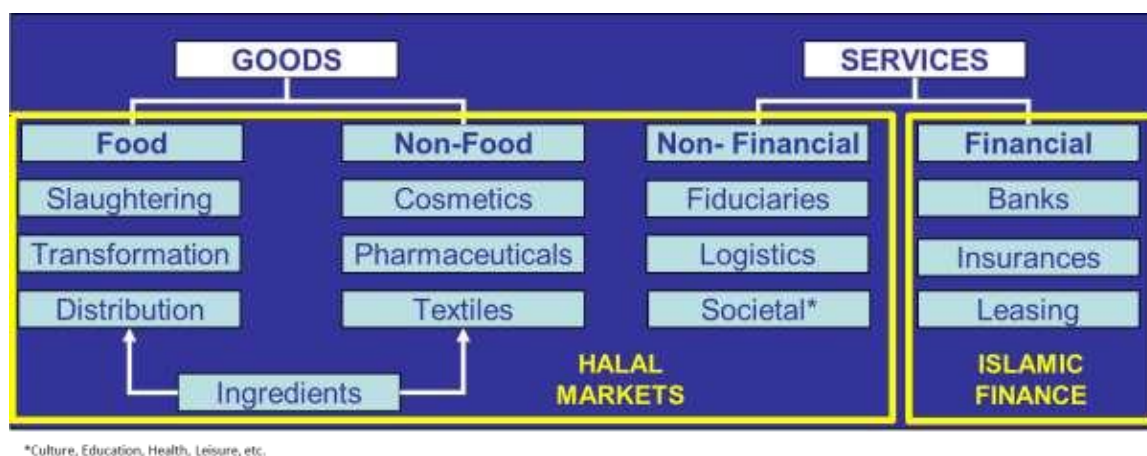 GOODS
SERVICES
Food
Non-Food
Non- Financial
Financial
Slaughtering
Cosmetics
Fiduciaries
Banks
Transformation
Pharmaceuticals
Logistics
Insurances
Distribution
Textiles
Societal*
Leasing
Ingredients
HALAL
MARKETS
ISLAMIC
FINANCE
*Culture, Education, Health, Leisure, etc.